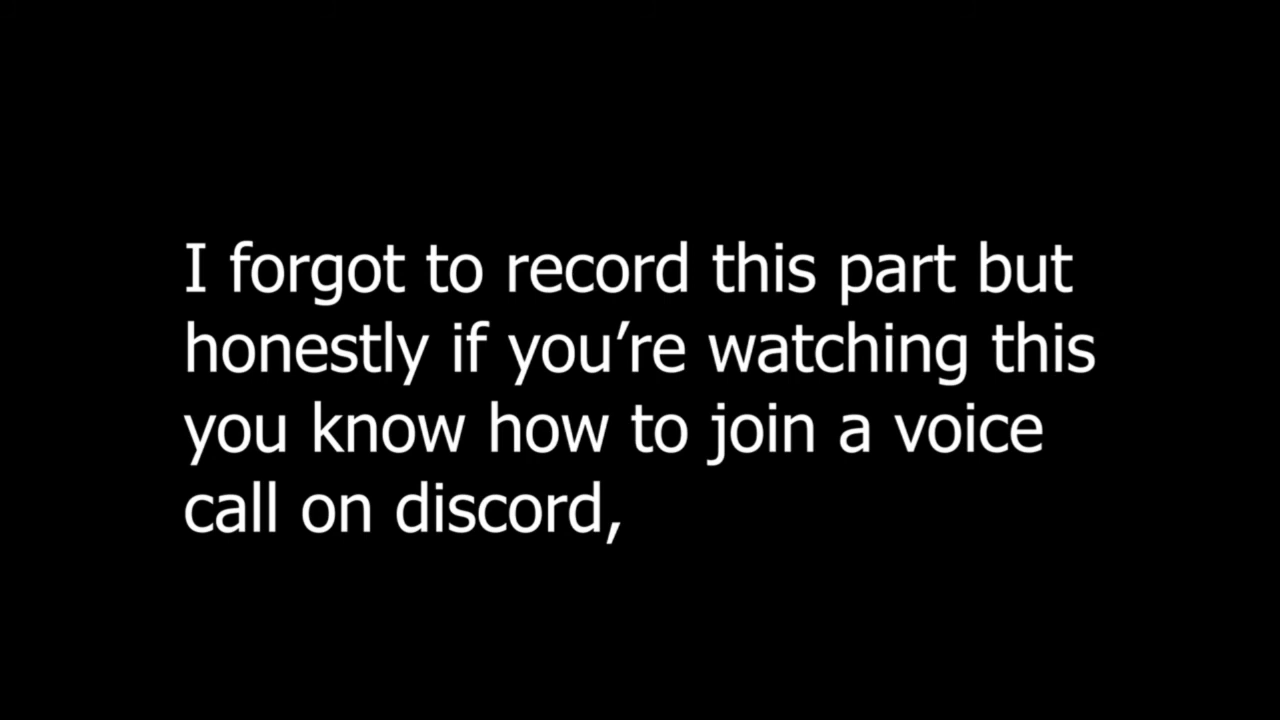 I forgot to record this part but
honestly if you’re watching this
you know how to join a voice
call on discord,